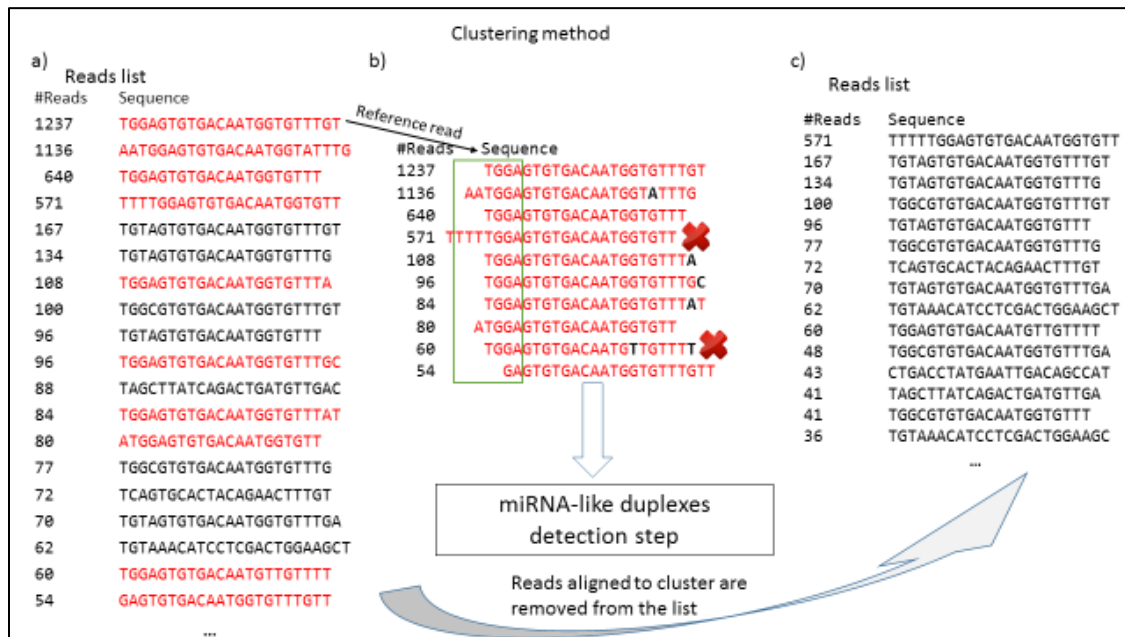 Clustering method
a)
Reads list
#Reads Sequence
1237 TGGAGTGTGACAATGGTGTTTGT
1136 AATGGAGTGTGACAATGGTATTTG
640 TGGAGTGTGACAATGGTGTTT
571 TTTTGGAGTGTGACAATGGTGTT
167 TGTAGTGTGACAATGGTGTTTGT
134 TGTAGTGTGACAATGGTGTTTG
108 TGGAGTGTGACAATGGTGTTTA
100 TGGCGTGTGACAATGGTGTTTGT
96 TGTAGTGTGACAATGGTGTTT
96 TGGAGTGTGACAATGGTGTTTGC
88 TAGCTTATCAGACTGATGTTGAC
84 TGGAGTGTGACAATGGTGTTTAT
80 ATGGAGTGTGACAATGGTGTT
77 TGGCGTGTGACAATGGTGTTTG
72 TCAGTGCACTACAGAACTTTGT
70 TGTAGTGTGACAATGGTGTTTGA
62 TGTAAACATCCTCGACTGGAAGCT
60 TGGAGTGTGACAATGTTGTTTT
54 GAGTGTGACAATGGTGTTTGTT
...
b)
Reference read
#Reads Sequence
1237 TGGAGTGTGACAATGGTGTTTGT
1136 AATGGAGTGTGACAATGGTATTTG
640 TGGAGTGTGACAATGGTGTTT
571 TTTTTGGAGTGTGACAATGGTGTT
108 TGGAGTGTGACAATGGTGTTTA
96 TGGAGTGTGACAATGGTGTTTGC
84 TGGAGTGTGACAATGGTGTTTAT
80 ATGGAGTGTGACAATGGTGTT
60 TGGAGTGTGACAATGTTGTTTT
54 GAGTGTGACAATGGTGTTTGTT
miRNA-like duplexes
detection step
Reads aligned to cluster are
removed from the list
c)
Reads list
#Reads Sequence
571 TTTTTGGAGTGTGACAATGGTGTT
167 TGTAGTGTGACAATGGTGTTTGT
134 TGTAGTGTGACAATGGTGTTTG
100 TGGCGTGTGACAATGGTGTTTGT
96 TGTAGTGTGACAATGGTGTTT
77 TGGCGTGTGACAATGGTGTTTG
72 TCAGTGCACTACAGAACTTTGT
70 TGTAGTGTGACAATGGTGTTTGA
62 TGTAAACATCCTCGACTGGAAGCT
60 TGGAGTGTGACAATGTTGTTTT
48 TGGCGTGTGACAATGGTGTTTGA
43 CTGACCTATGAATTGACAGCCAT
41 TAGCTTATCAGACTGATGTTGA
41 TGGCGTGTGACAATGGTGTTT
36 TGTAAACATCCTCGACTGGAAGC
...